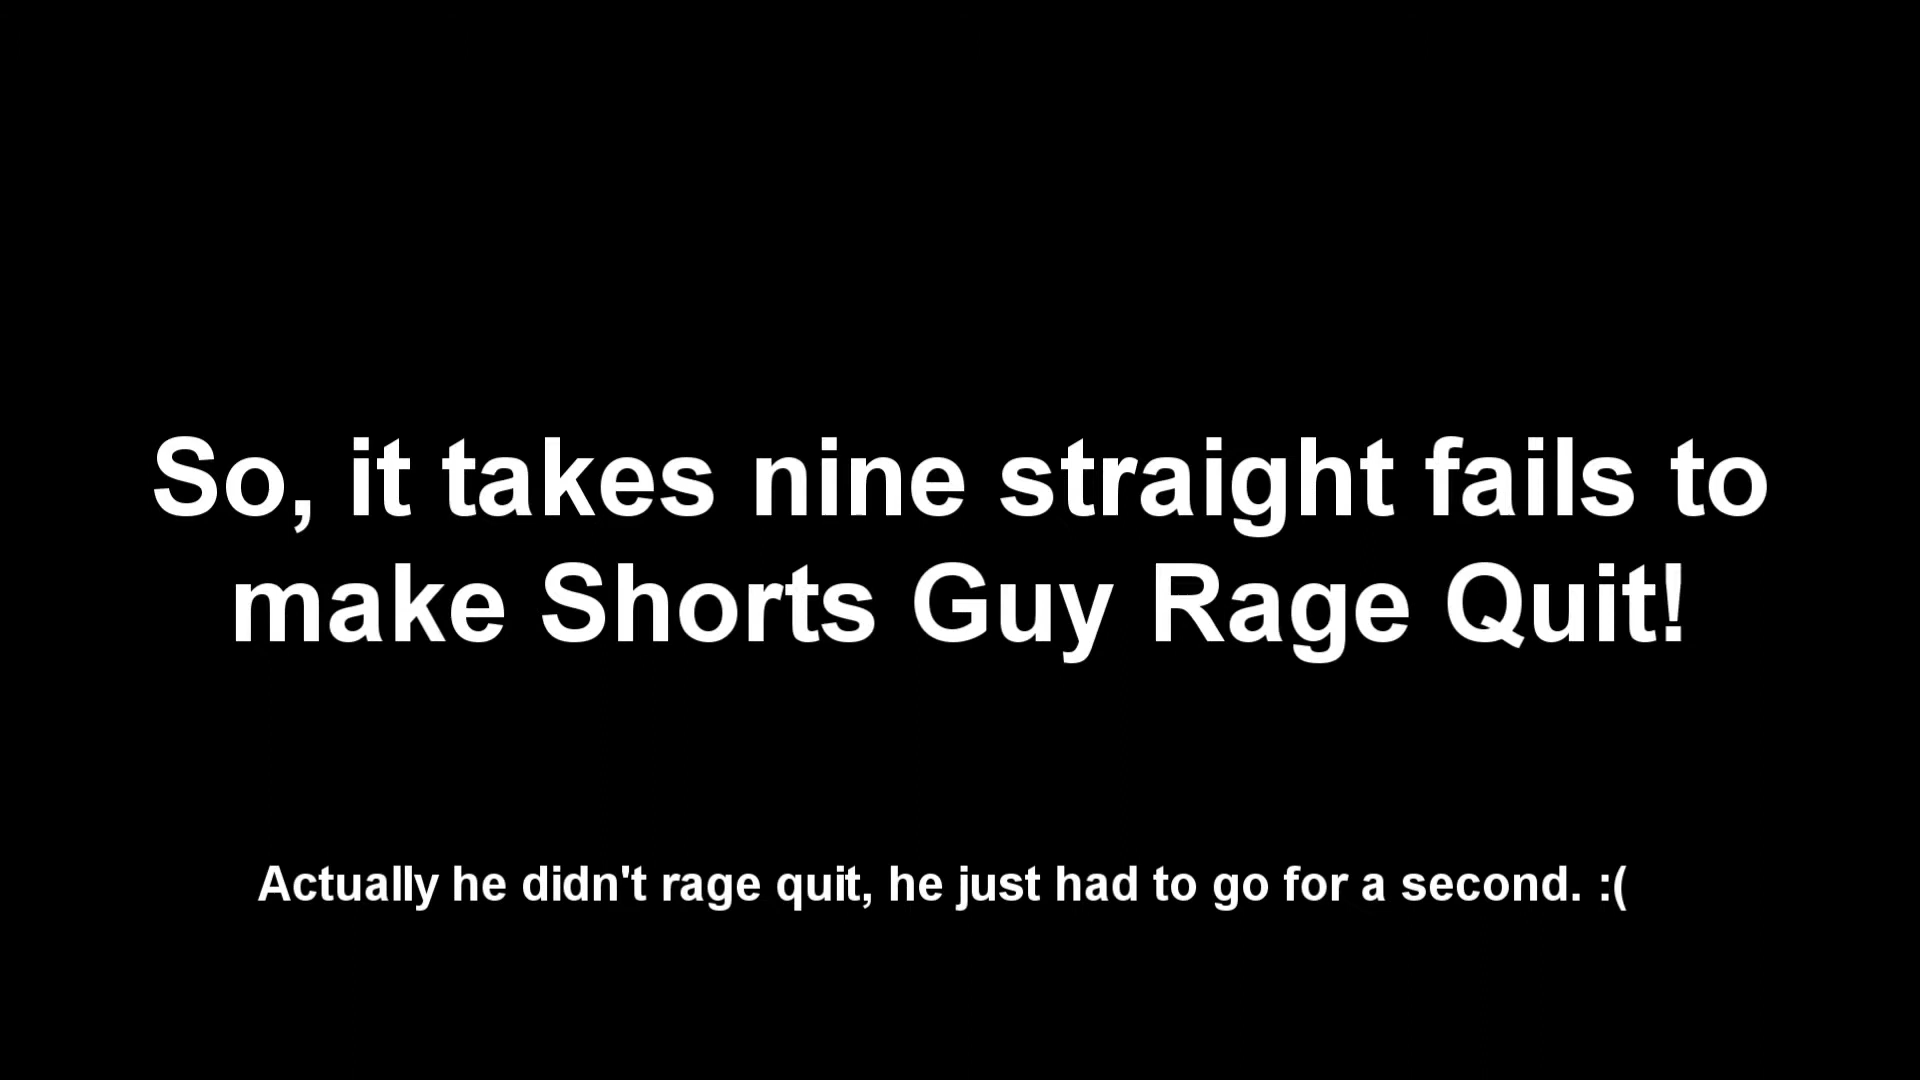 So, it takes nine straight fails to
make Shorts Guy Rage Quit!
Actually he didn't rage quit, he just had to go for a second. :(